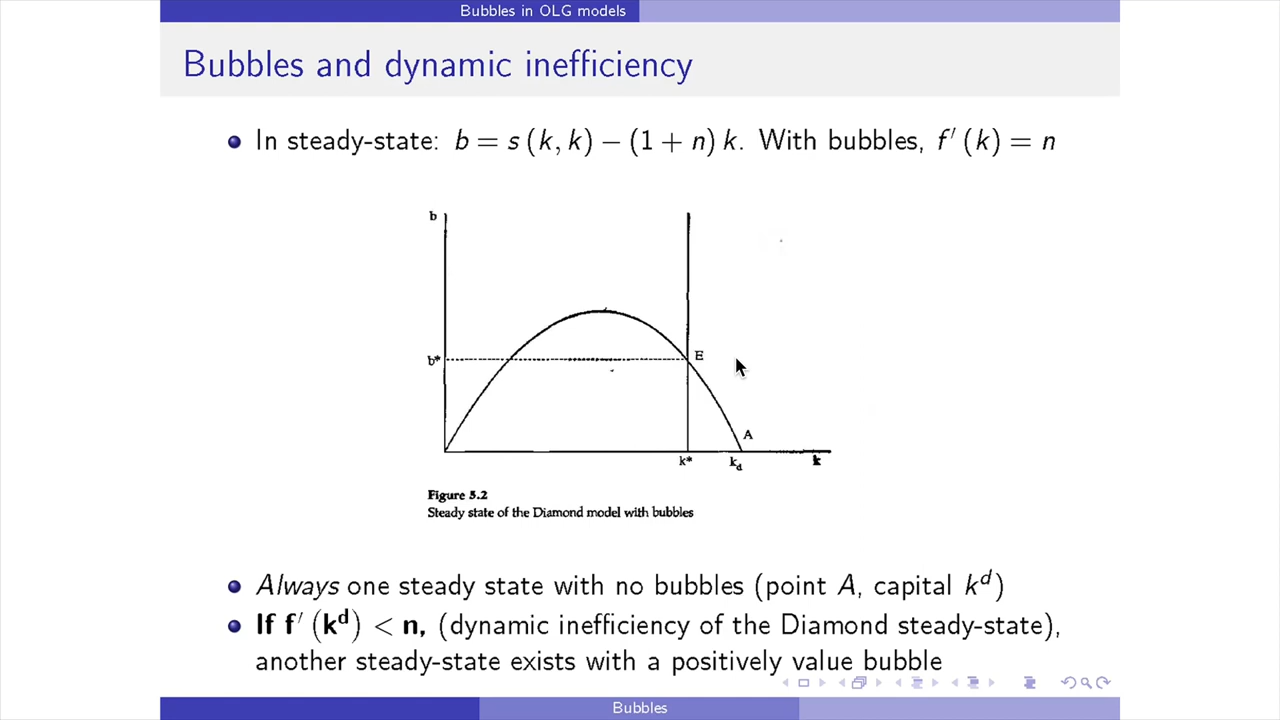 Bubbles in OLG models
Bubbles and dynamic inefficiency
In steady-state: b = s (k, k) − (1 + n) k. With bubbles, f′ (k) = n
b
b*
E
A
k*
k_d
k
Figure 5.2
Steady state of the Diamond model with bubbles
Always one steady state with no bubbles (point A, capital k^d)
If f′ (k^d) < n, (dynamic inefficiency of the Diamond steady-state),
another steady-state exists with a positively value bubble
Bubbles